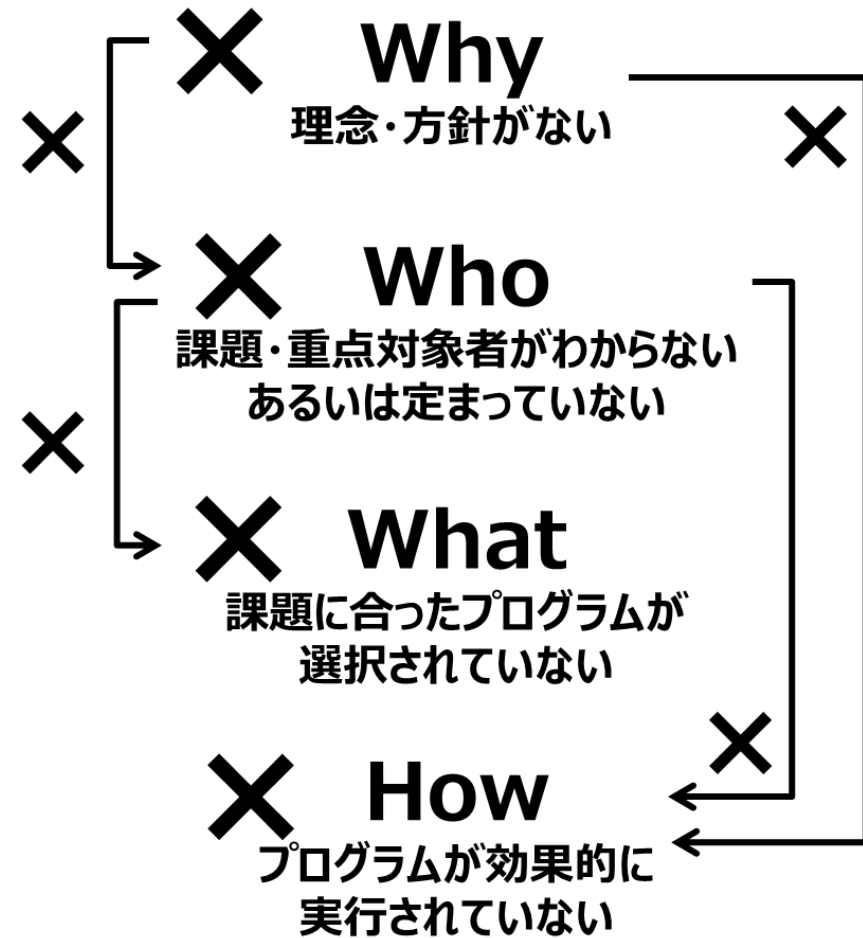 Why
理念・方針がない
Who
課題・重点対象者がわからない
あるいは定まっていない
What
課題に合ったプログラムが
選択されていない
How
プログラムが効果的に
実行されていない